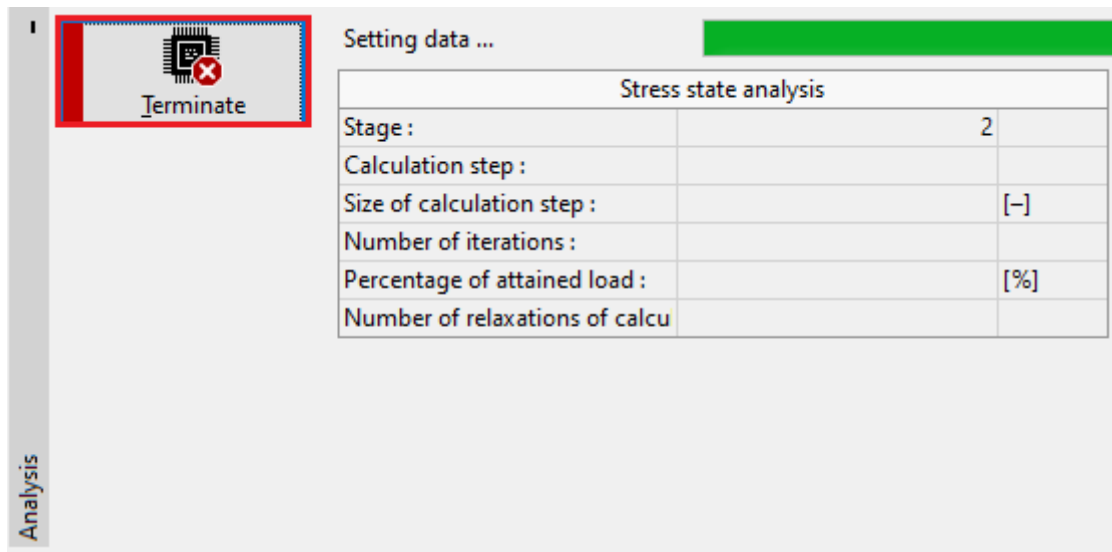 Setting data ...
Terminate
Stress state analysis
Stage : 2
Calculation step :
Size of calculation step : [–]
Number of iterations :
Percentage of attained load : [%]
Number of relaxations of calcu
Analysis